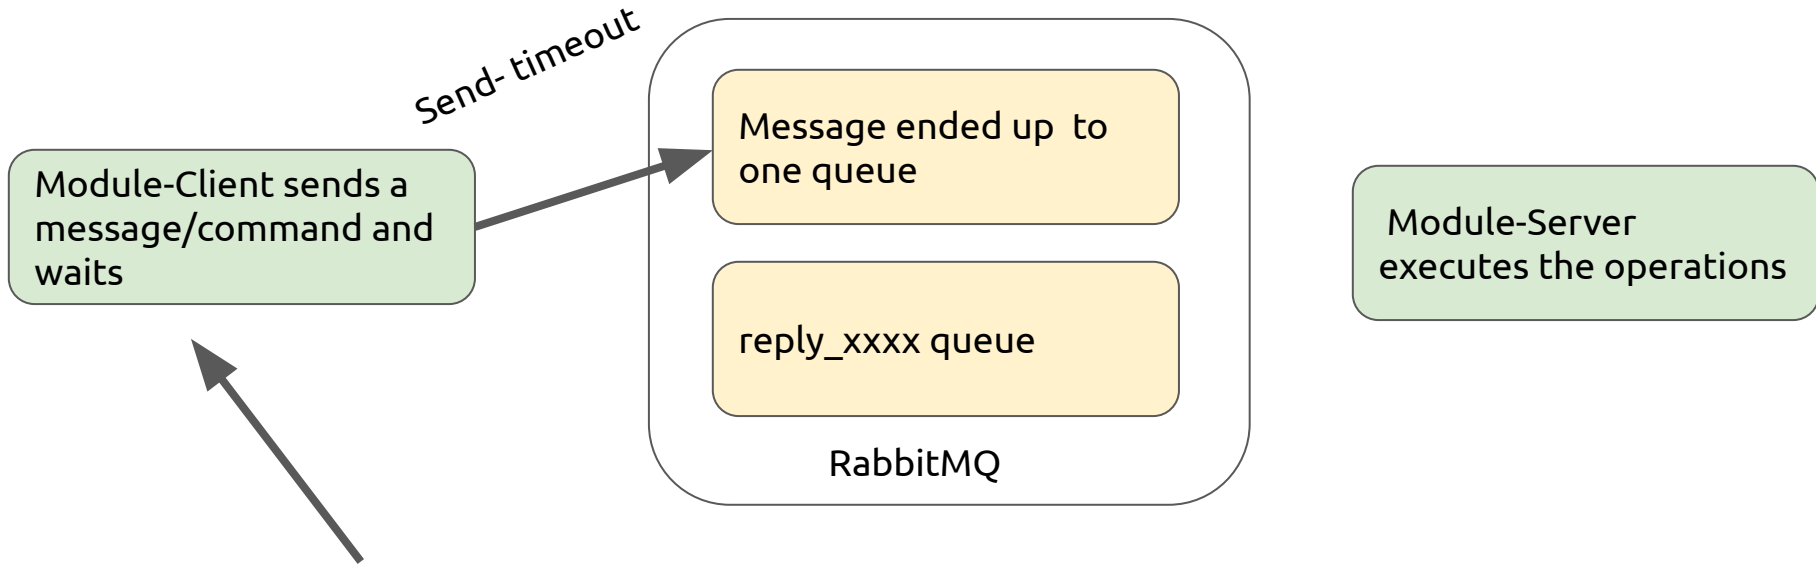 Send- timeout
Module-Client sends a
message/command and
waits
Message ended up  to
one queue
reply_xxxx queue
RabbitMQ
Module-Server
executes the operations